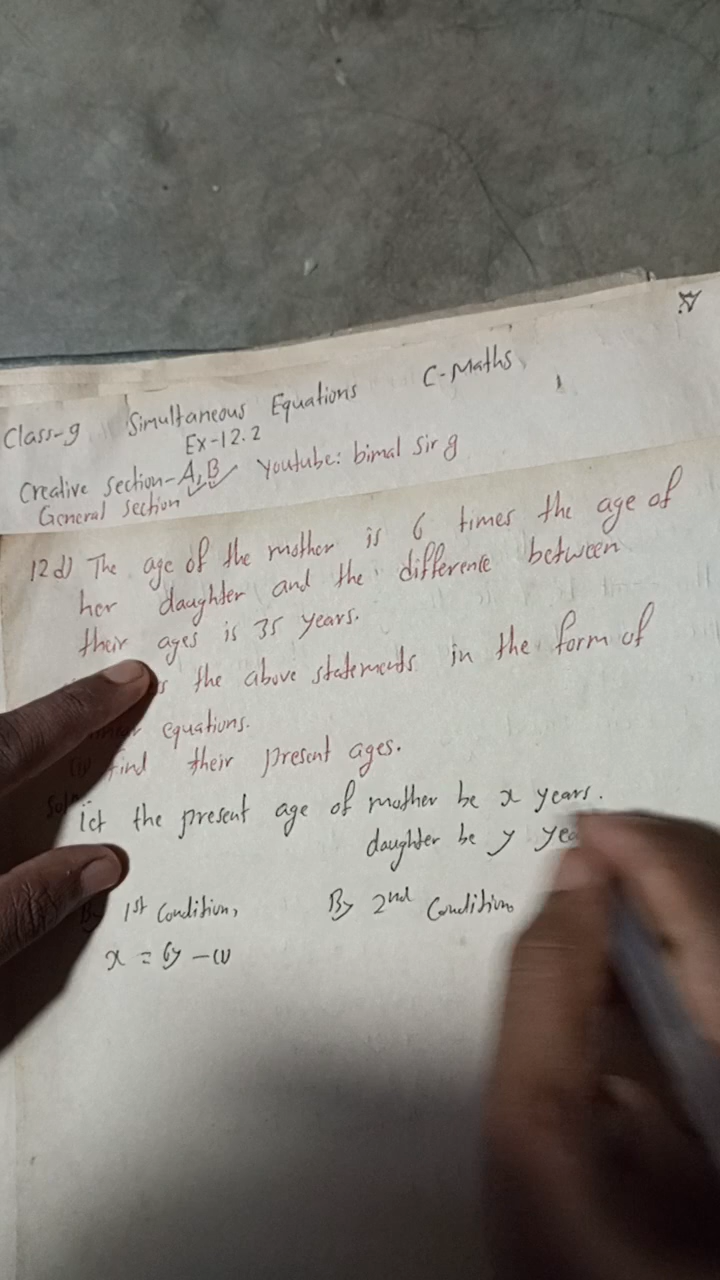 Class-9 Simultaneous Equations C-Maths
Ex-12.2
Creative section-A,B Youtube: bimal Sir g
General section
12 d) The age of the mother is 6 times the age of
her daughter and the difference between
their ages is 35 years.
the above statements in the form of
equations.
find their present ages.
let the present age of mother be x years.
daughter be y
By 1st Condition, By 2nd Condition
x = 6y -(i)